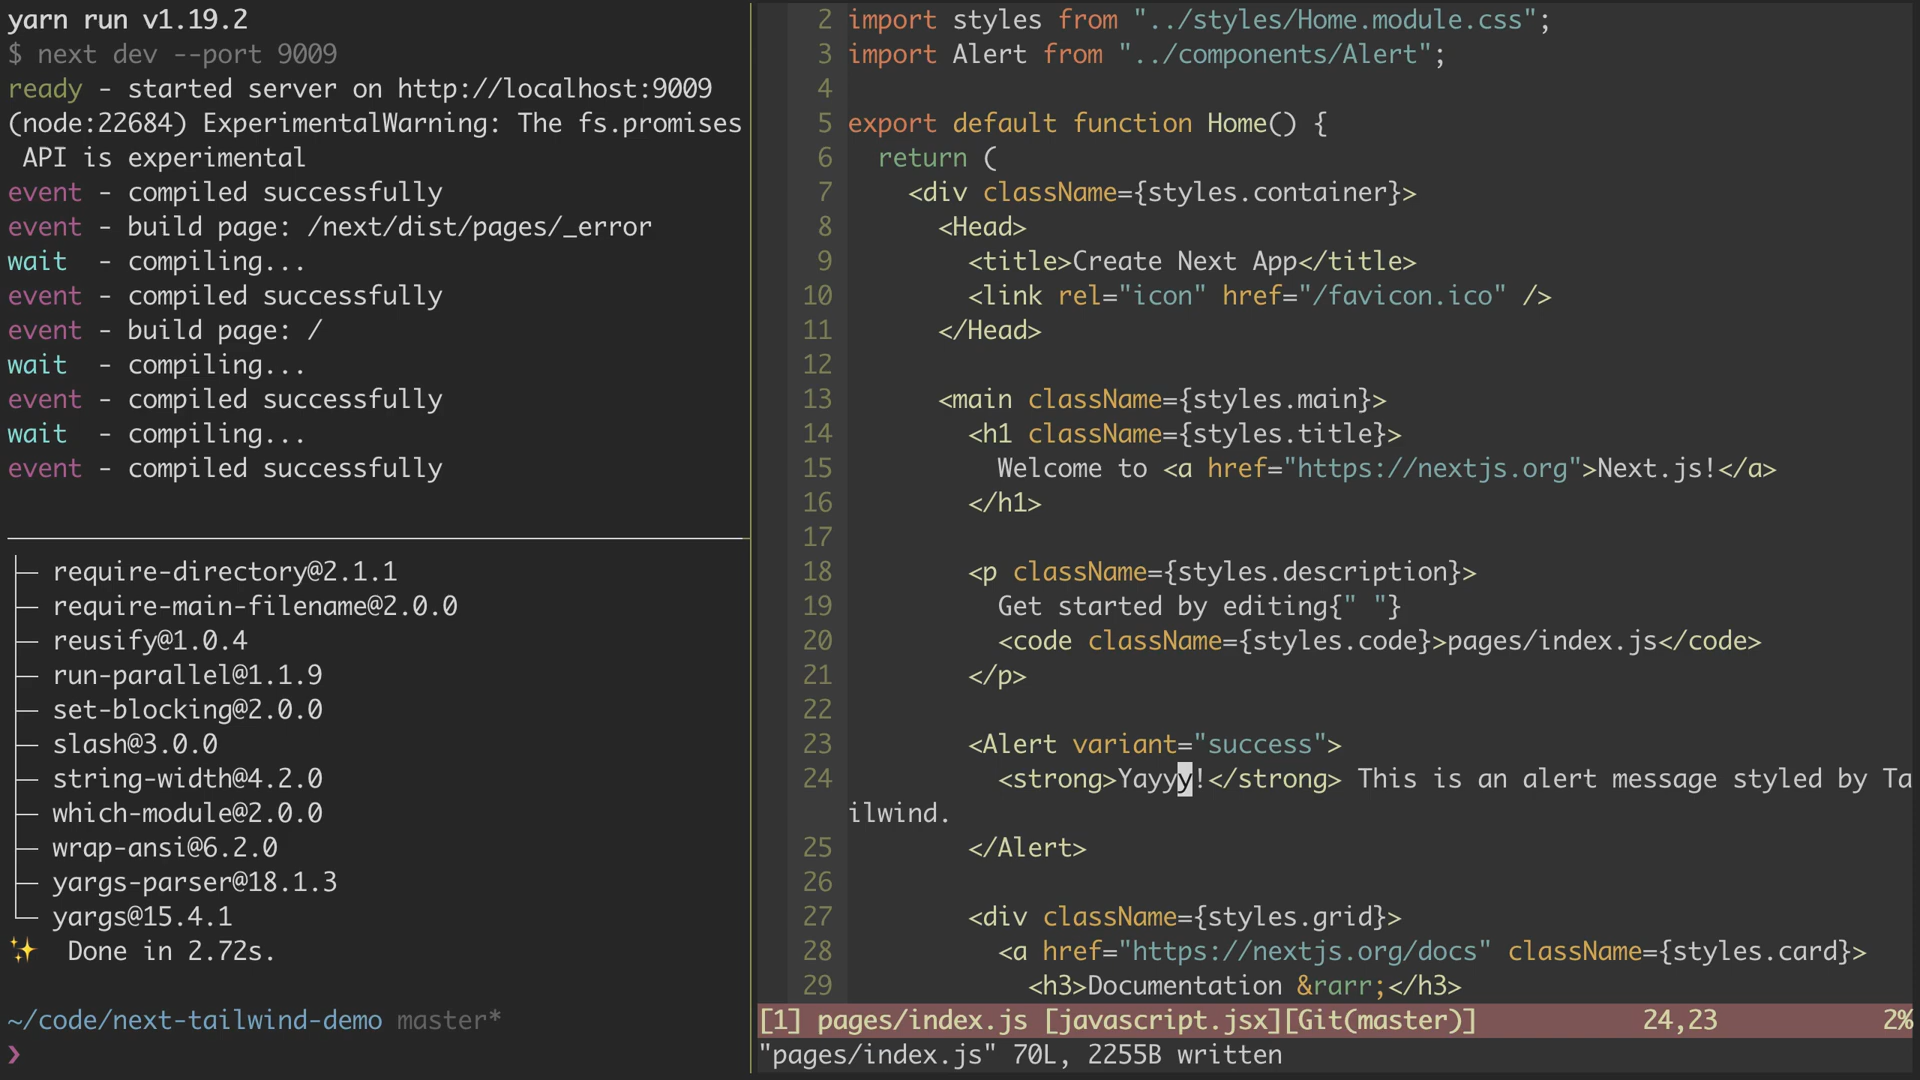 yarn run v1.19.2
$ next dev --port 9009
ready - started server on http://localhost:9009
(node:22684) ExperimentalWarning: The fs.promises
 API is experimental
event - compiled successfully
event - build page: /next/dist/pages/_error
wait  - compiling...
event - compiled successfully
event - build page: /
wait  - compiling...
event - compiled successfully
wait  - compiling...
event - compiled successfully
├─ require-directory@2.1.1
├─ require-main-filename@2.0.0
├─ reusify@1.0.4
├─ run-parallel@1.1.9
├─ set-blocking@2.0.0
├─ slash@3.0.0
├─ string-width@4.2.0
├─ which-module@2.0.0
├─ wrap-ansi@6.2.0
├─ yargs-parser@18.1.3
└─ yargs@15.4.1
✨  Done in 2.72s.
~/code/next-tailwind-demo master*
❯
2 import styles from "../styles/Home.module.css";
3 import Alert from "../components/Alert";
4
5 export default function Home() {
6   return (
7     <div className={styles.container}>
8       <Head>
9         <title>Create Next App</title>
10         <link rel="icon" href="/favicon.ico" />
11       </Head>
12
13       <main className={styles.main}>
14         <h1 className={styles.title}>
15           Welcome to <a href="https://nextjs.org">Next.js!</a>
16         </h1>
17
18         <p className={styles.description}>
19           Get started by editing{" "}
20           <code className={styles.code}>pages/index.js</code>
21         </p>
22
23         <Alert variant="success">
24           <strong>Yayyy!</strong> This is an alert message styled by Ta
ilwind.
25         </Alert>
26
27         <div className={styles.grid}>
28           <a href="https://nextjs.org/docs" className={styles.card}>
29             <h3>Documentation &rarr;</h3>
[1] pages/index.js [javascript.jsx][Git(master)] 24,23 2%
"pages/index.js" 70L, 2255B written